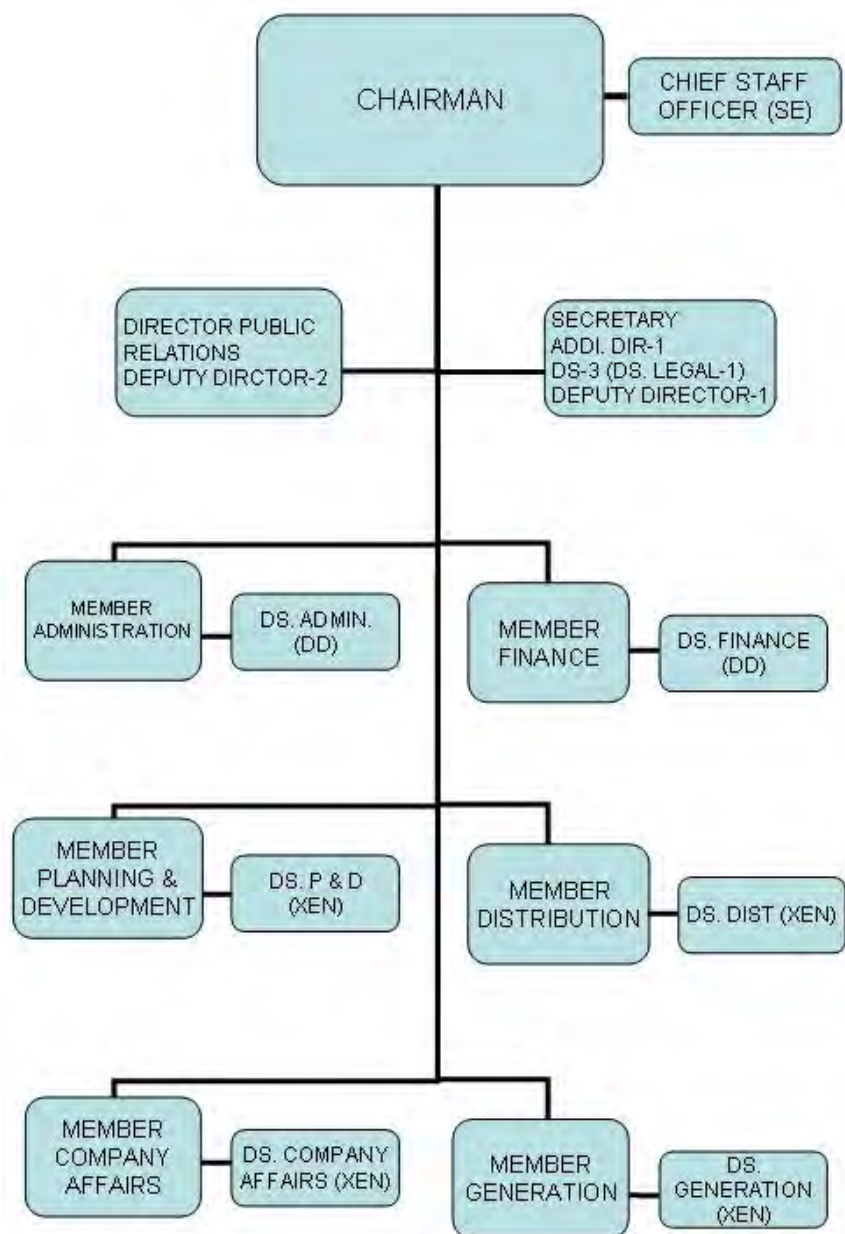 CHAIRMAN
CHIEF STAFF
OFFICER (SE)
DIRECTOR PUBLIC
RELATIONS
DEPUTY DIRCTOR-2
SECRETARY
ADDI. DIR-1
DS-3 (DS. LEGAL-1)
DEPUTY DIRECTOR-1
MEMBER
ADMINISTRATION
DS. ADMIN.
(DD)
MEMBER
FINANCE
DS. FINANCE
(DD)
MEMBER
PLANNING &
DEVELOPMENT
DS. P & D
(XEN)
MEMBER
DISTRIBUTION
DS. DIST (XEN)
MEMBER
COMPANY
AFFAIRS
DS. COMPANY
AFFAIRS (XEN)
MEMBER
GENERATION
DS.
GENERATION
(XEN)